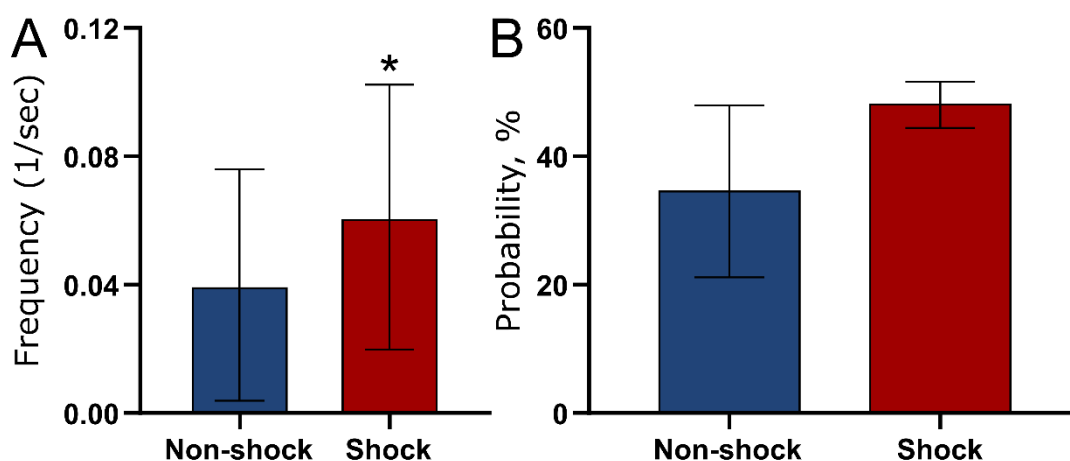 A
Frequency (1/sec)
0.12
0.08
0.04
0.00
*
Non-shock Shock
B
Probability, %
60
40
20
0
Non-shock Shock